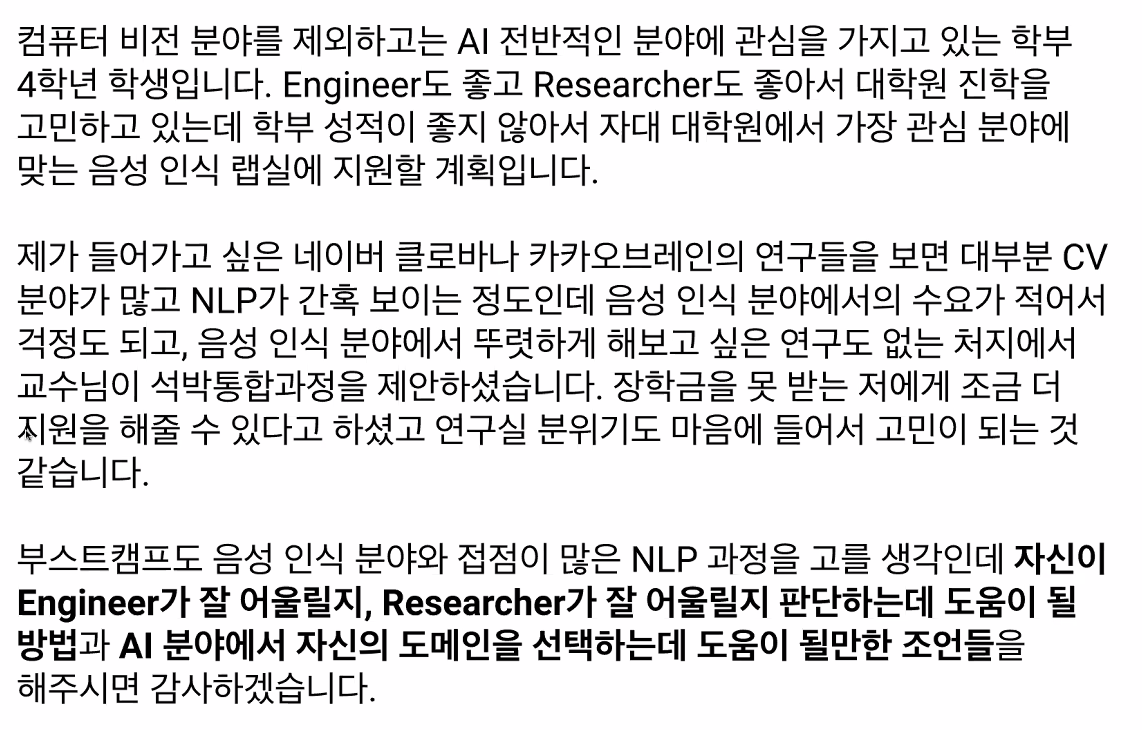 컴퓨터 비전 분야를 제외하고는 AI 전반적인 분야에 관심을 가지고 있는 학부
4학년 학생입니다. Engineer도 좋고 Researcher도 좋아서 대학원 진학을
고민하고 있는데 학부 성적이 좋지 않아서 자대 대학원에서 가장 관심 분야에
맞는 음성 인식 랩실에 지원할 계획입니다.
제가 들어가고 싶은 네이버 클로바나 카카오브레인의 연구들을 보면 대부분 CV
분야가 많고 NLP가 간혹 보이는 정도인데 음성 인식 분야에서의 수요가 적어서
걱정도 되고, 음성 인식 분야에서 뚜렷하게 해보고 싶은 연구도 없는 처지에서
교수님이 석박통합과정을 제안하셨습니다. 장학금을 못 받는 저에게 조금 더
지원을 해줄 수 있다고 하셨고 연구실 분위기도 마음에 들어서 고민이 되는 것
같습니다.
부스트캠프도 음성 인식 분야와 접점이 많은 NLP 과정을 고를 생각인데 자신이
Engineer가 잘 어울릴지, Researcher가 잘 어울릴지 판단하는데 도움이 될
방법과 AI 분야에서 자신의 도메인을 선택하는데 도움이 될만한 조언들을
해주시면 감사하겠습니다.